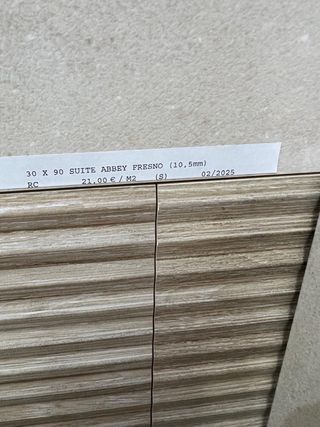 30 X 90 SUITE ABBEY FRESNO (10,5mm)
RC 21.00 € / M2 (S) 02/2025